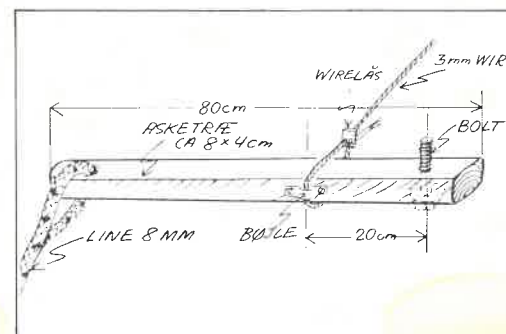 WIRELÅS
3mm WIR
80cm
ASKETRÆ
CA 8×4cm
BOLT
LINE 8 MM
BØJLE
20cm